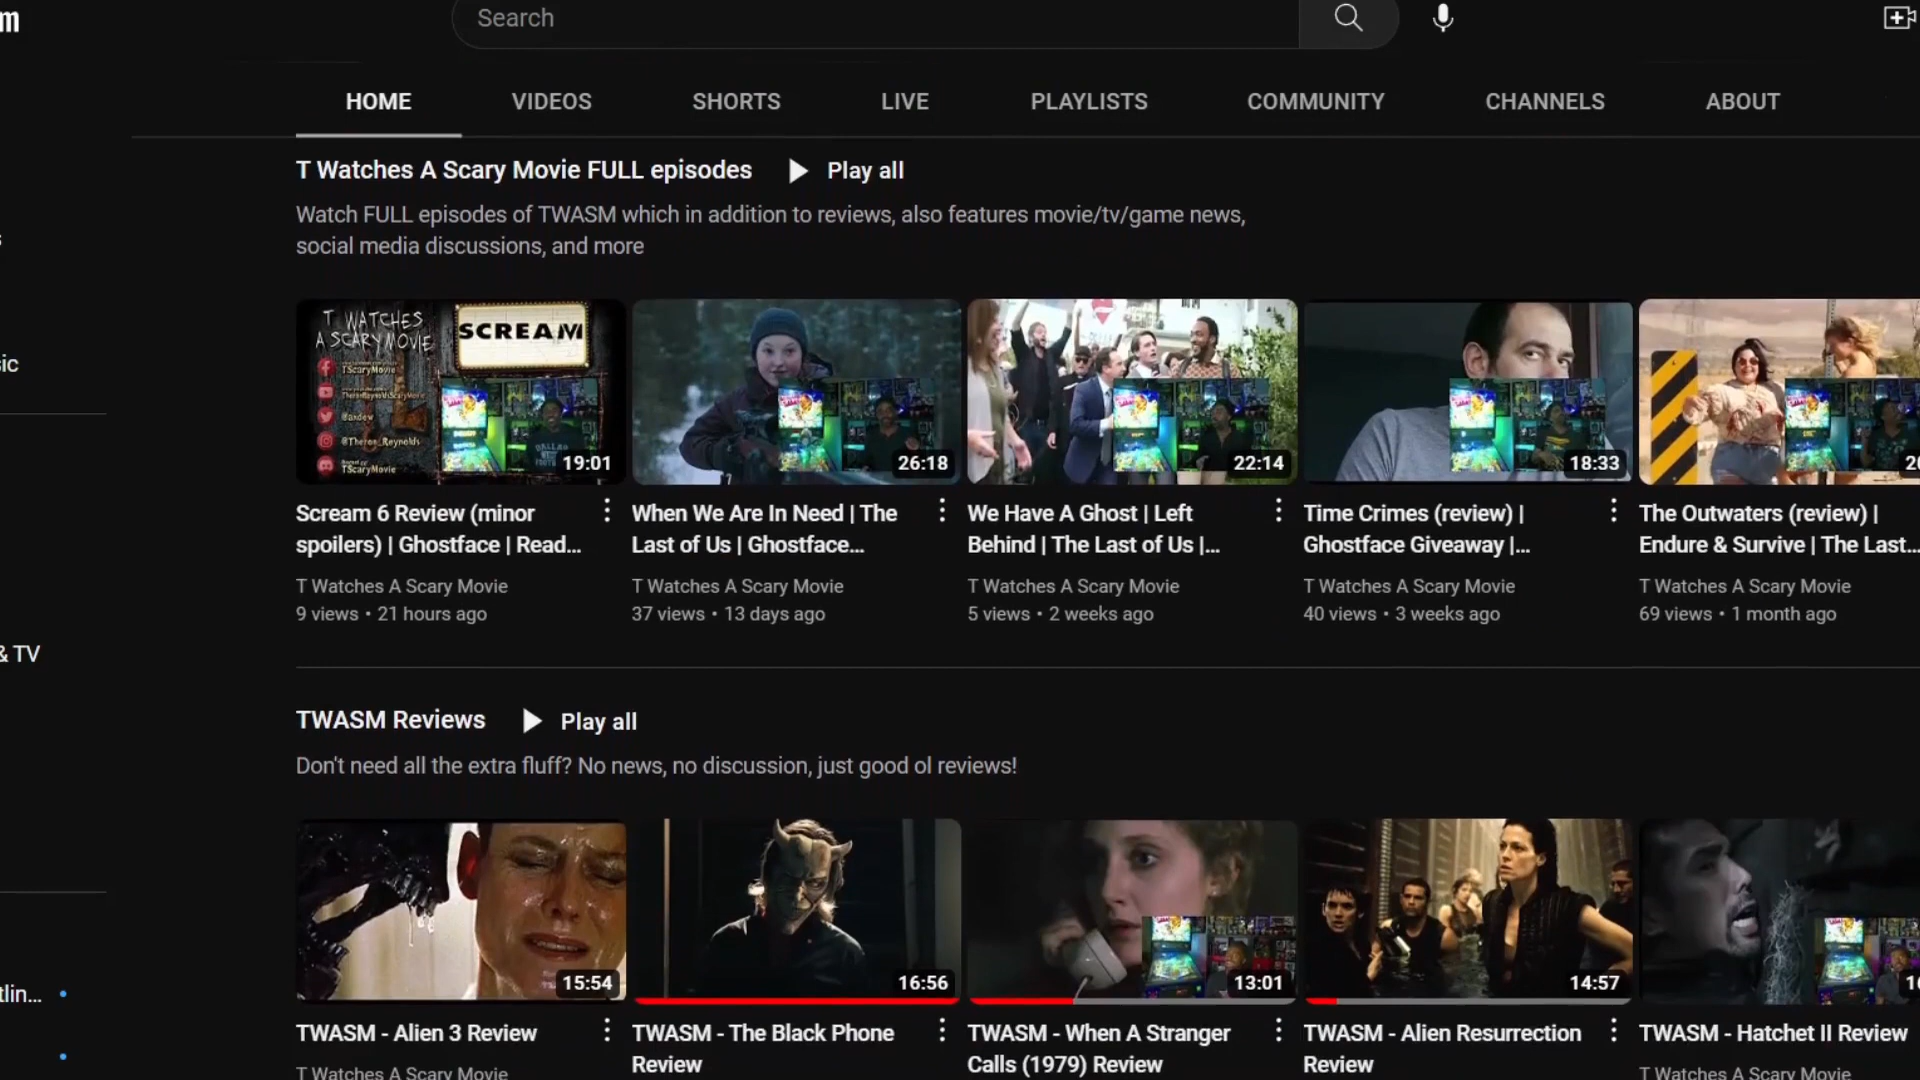 m
Search
HOME VIDEOS SHORTS LIVE PLAYLISTS COMMUNITY CHANNELS ABOUT
T Watches A Scary Movie FULL episodes Play all
Watch FULL episodes of TWASM which in addition to reviews, also features movie/tv/game news,
social media discussions, and more
s
ic
& TV
tlin...
T WATCHES
A SCARY MOVIE
SCREAM
TScaryMovie
@andew
@Theron_Reynolds
TScaryMovie
19:01
26:18
22:14
18:33
20
Scream 6 Review (minor
spoilers) | Ghostface | Read...
T Watches A Scary Movie
9 views • 21 hours ago
When We Are In Need | The
Last of Us | Ghostface...
T Watches A Scary Movie
37 views • 13 days ago
We Have A Ghost | Left
Behind | The Last of Us |...
T Watches A Scary Movie
5 views • 2 weeks ago
Time Crimes (review) |
Ghostface Giveaway |...
T Watches A Scary Movie
40 views • 3 weeks ago
The Outwaters (review) |
Endure & Survive | The Last...
T Watches A Scary Movie
69 views • 1 month ago
TWASM Reviews Play all
Don't need all the extra fluff? No news, no discussion, just good ol reviews!
15:54
16:56
13:01
14:57
TWASM - Alien 3 Review
T Watches A Scary Movie
TWASM - The Black Phone
Review
TWASM - When A Stranger
Calls (1979) Review
TWASM - Alien Resurrection
Review
TWASM - Hatchet II Review
T Watches A Scary Movie